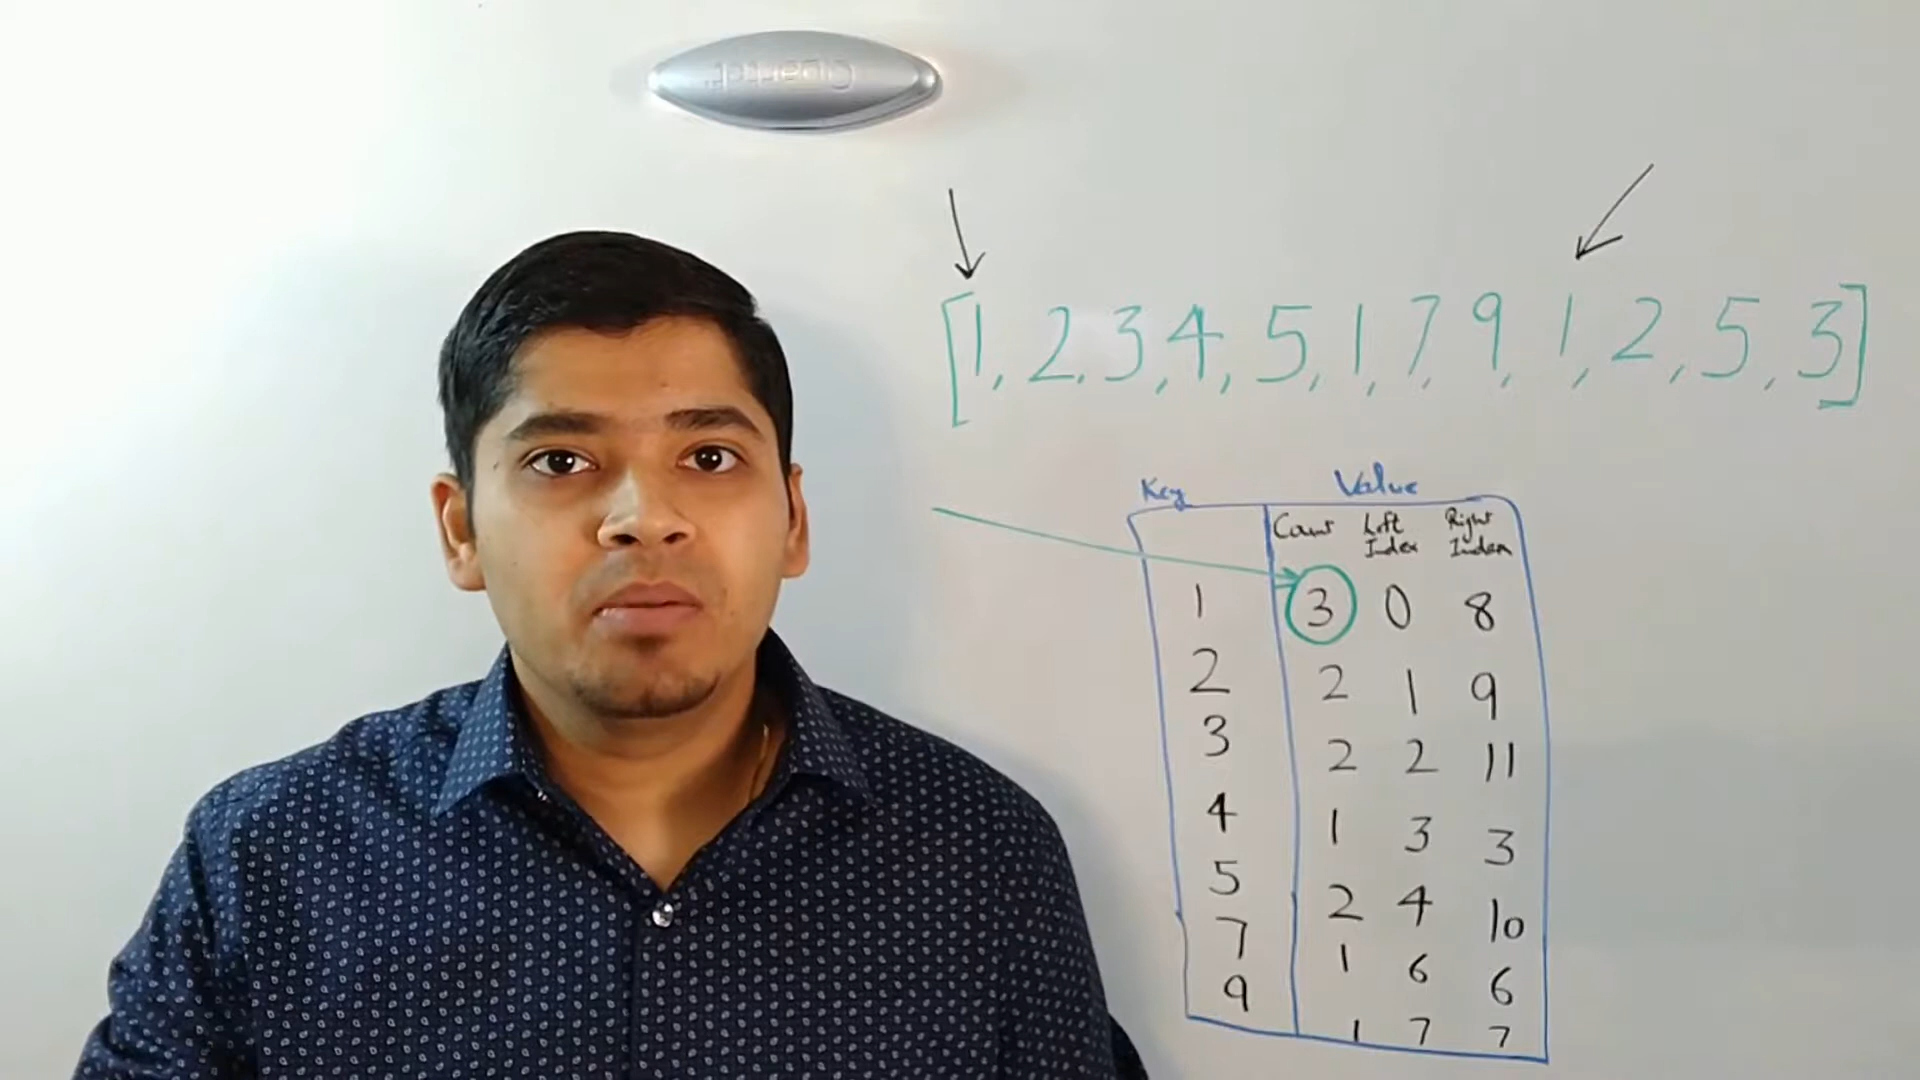 Quartet
[1, 2, 3, 4, 5, 1, 7, 9, 1, 2, 5, 3]
Key Value
Count Left Index Right Index
1 3 0 8
2 2 1 9
3 2 2 11
4 1 3 3
5 2 4 10
7 1 6 6
9 1 7 7